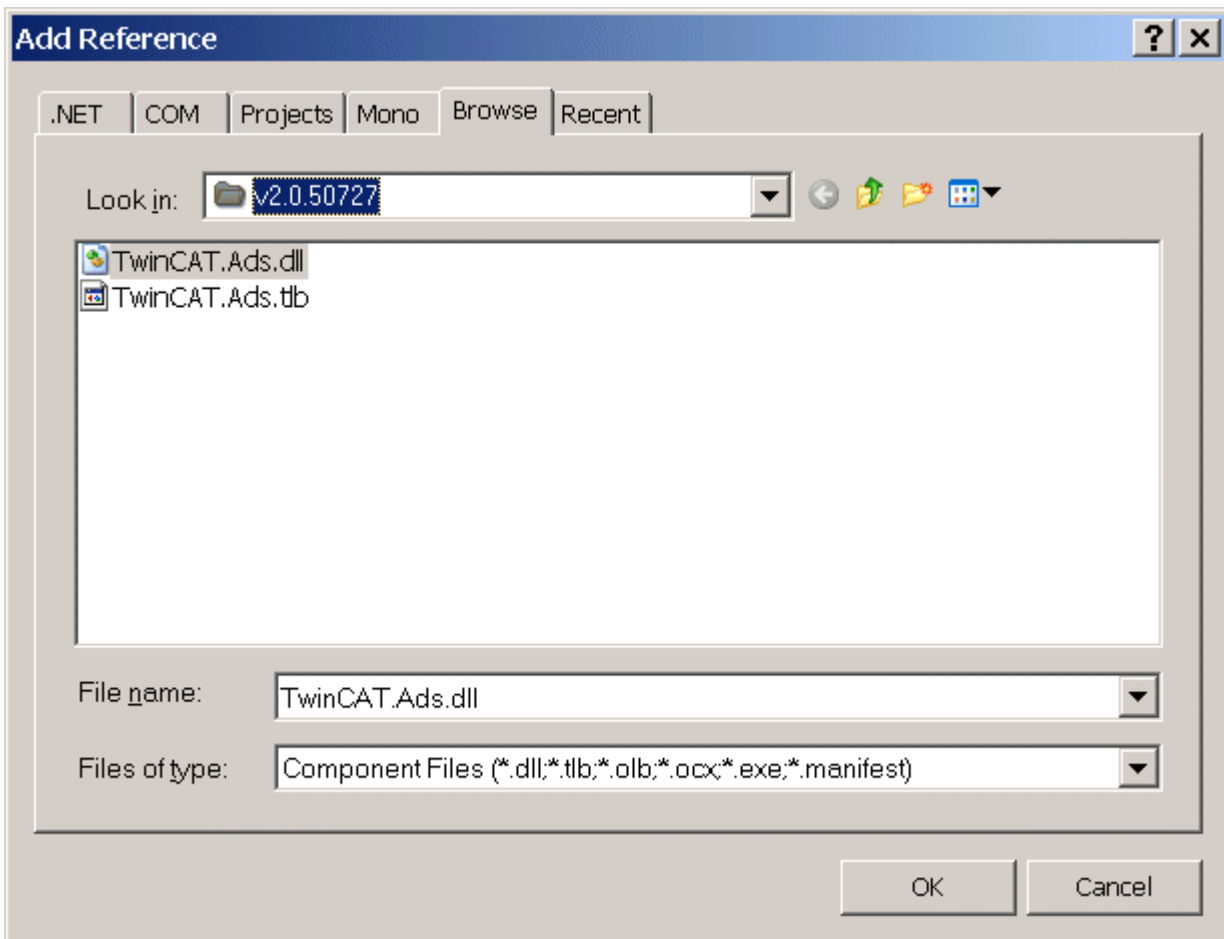 Add Reference
.NET COM Projects Mono Browse Recent
Look in: v2.0.50727
TwinCAT.Ads.dll
TwinCAT.Ads.tlb
File name: TwinCAT.Ads.dll
Files of type: Component Files (*.dll;*.tlb;*.olb;*.ocx;*.exe;*.manifest)
OK Cancel